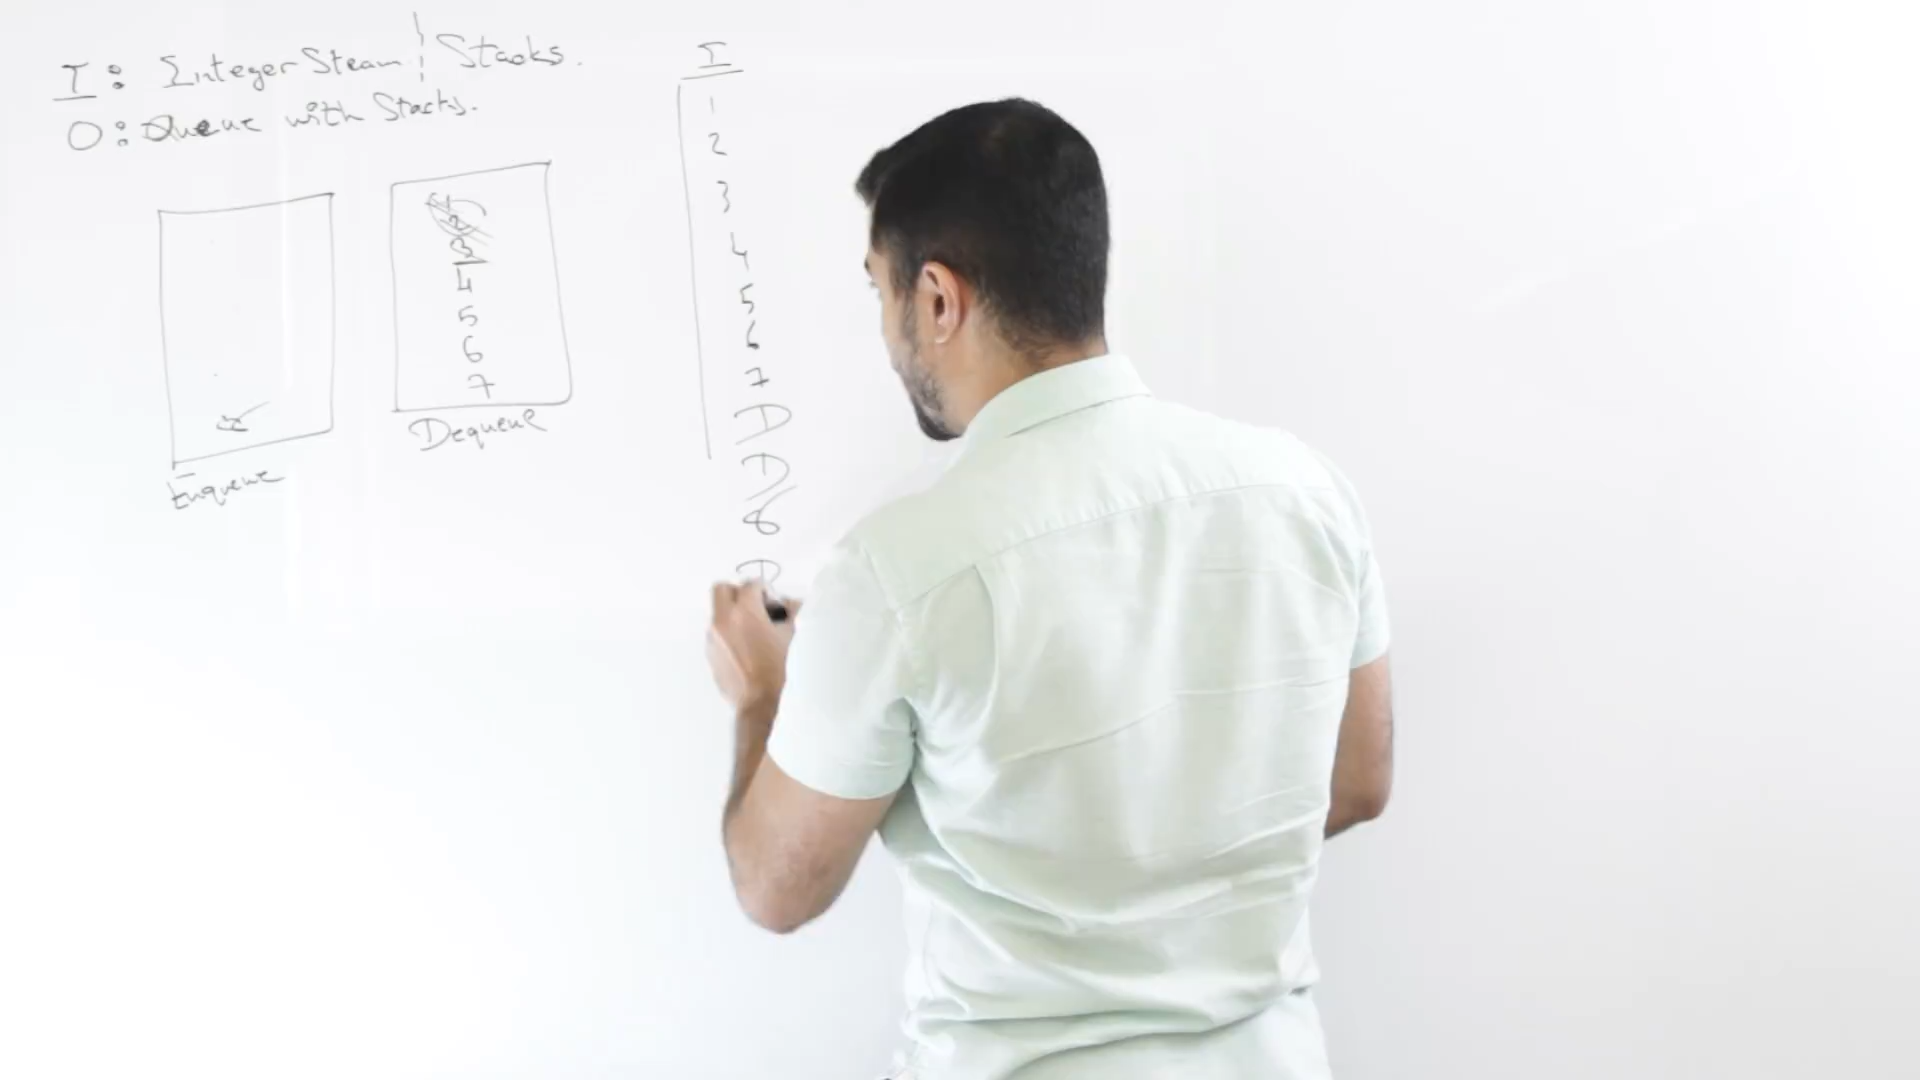 I: Integer Steam Stacks.
O: Queue with Stacks.
3
4
5
6
7
Enqueue
Dequeue
I
1
2
3
4
5
6
7
D
D
8
D